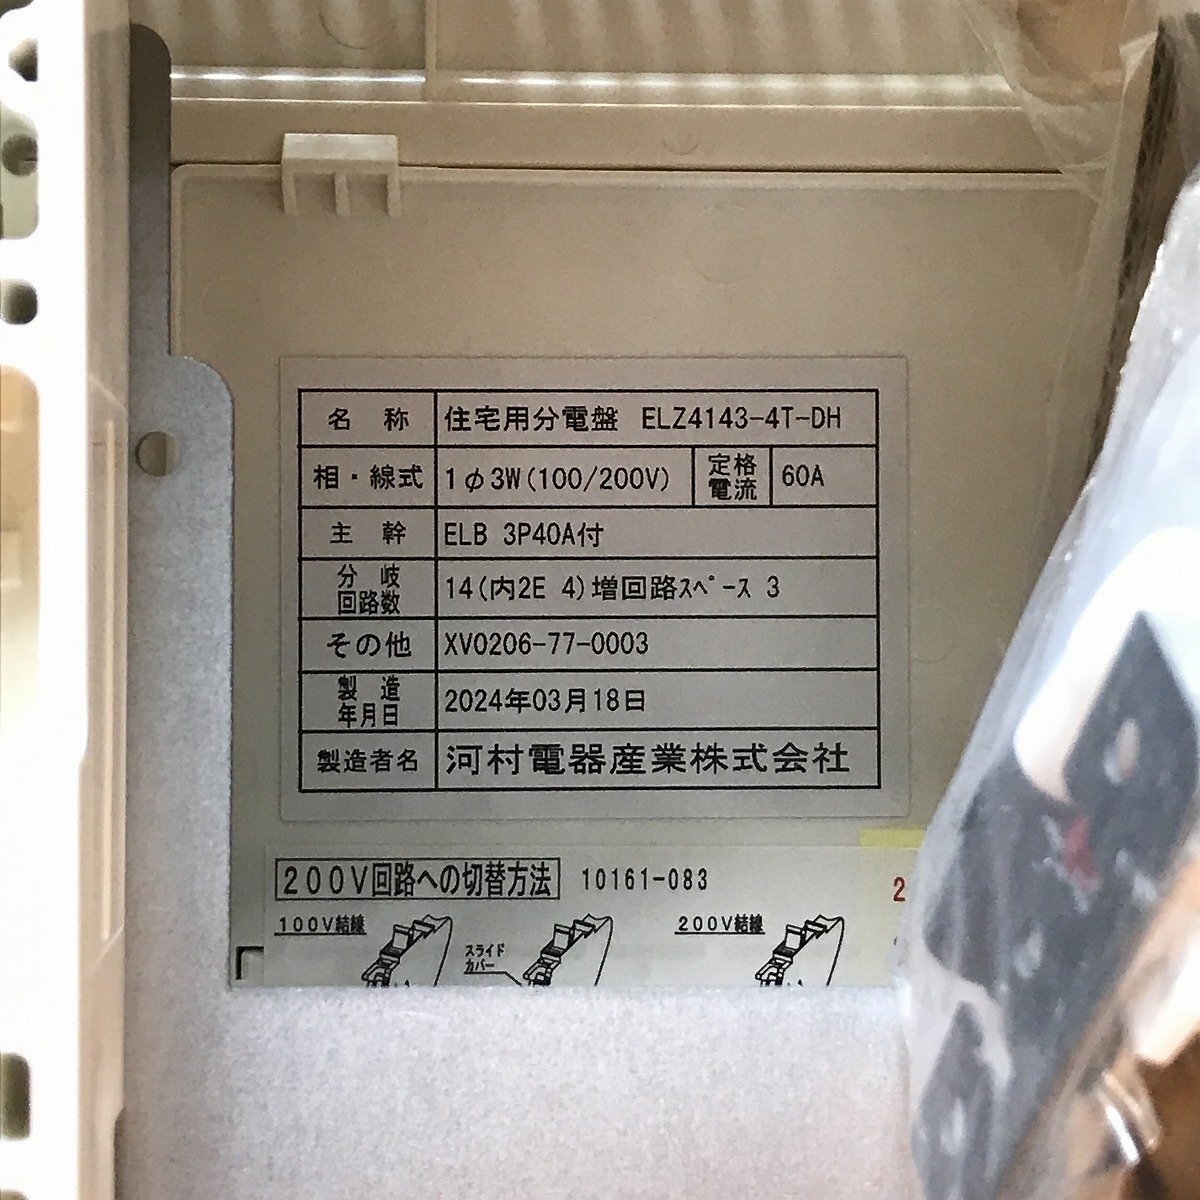 名称 住宅用分電盤 ELZ4143-4T-DH
相・線式 1φ3W(100/200V) 定格電流 60A
主幹 ELB 3P40A付
分岐回路数 14(内2E 4)増回路ｽﾍﾟｰｽ 3
その他 XV0206-77-0003
製造年月日 2024年03月18日
製造者名 河村電器産業株式会社
200V回路への切替方法 10161-083
2
100V結線 200V結線
スライド
カバー